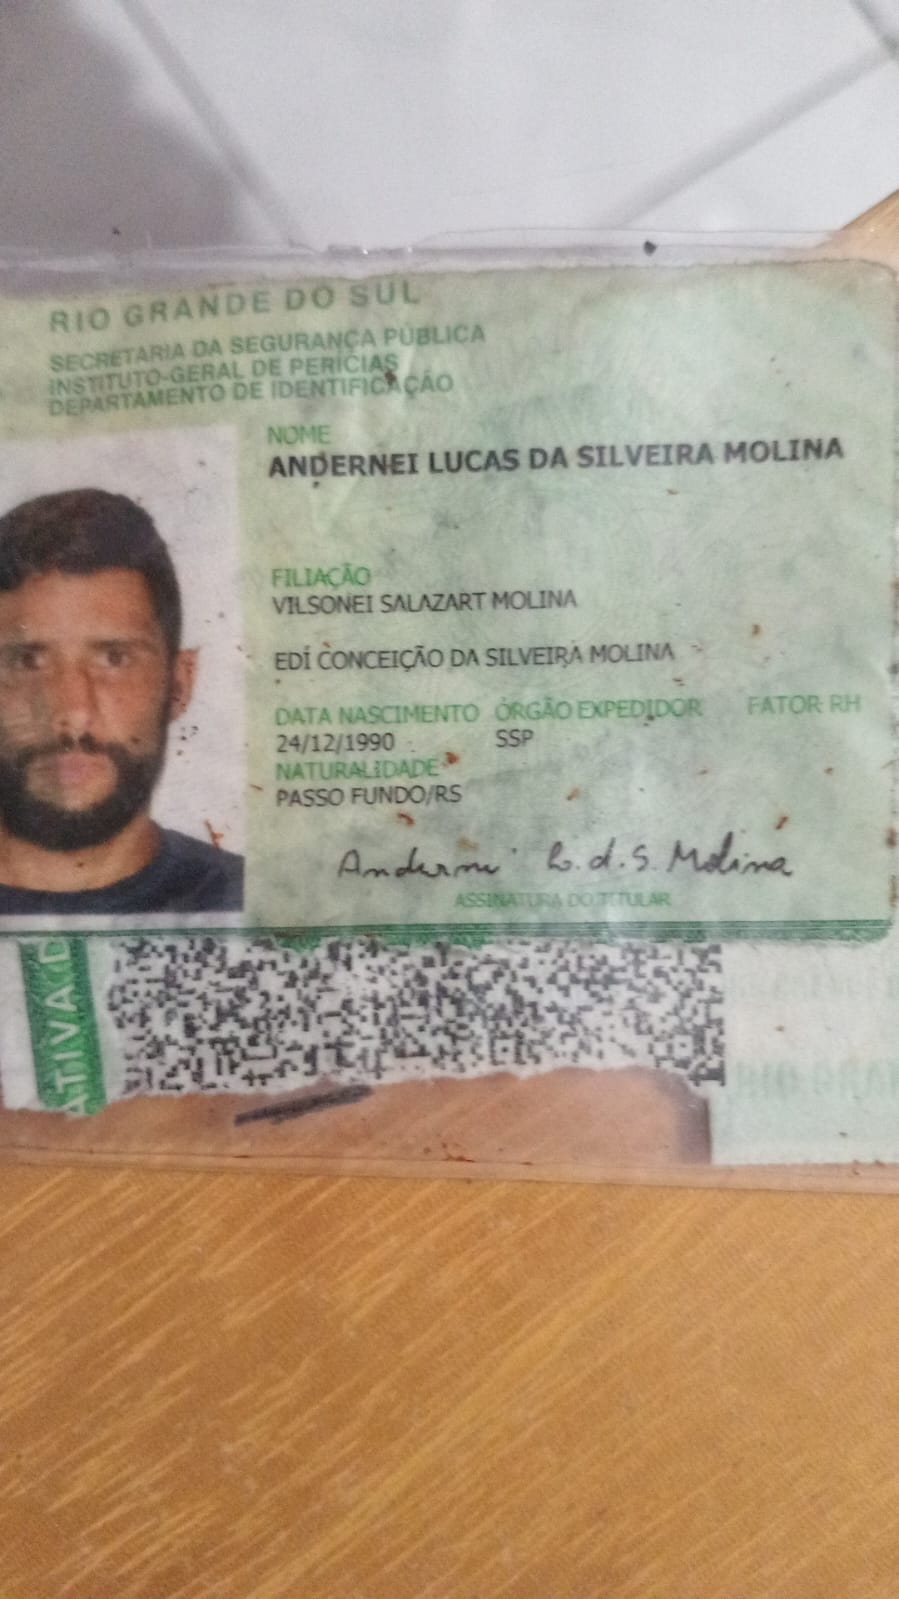 RIO GRANDE DO SUL
SECRETARIA DA SEGURANÇA PÚBLICA
INSTITUTO-GERAL DE PERÍCIAS
DEPARTAMENTO DE IDENTIFICAÇÃO
NOME
ANDERNEI LUCAS DA SILVEIRA MOLINA
FILIAÇÃO
VILSONEI SALAZART MOLINA
EDÍ CONCEIÇÃO DA SILVEIRA MOLINA
DATA NASCIMENTO ÓRGÃO EXPEDIDOR FATOR RH
24/12/1990 SSP
NATURALIDADE
PASSO FUNDO/RS
Andernei L.d.S. Molina
ASSINATURA DO TITULAR
ATIVA D